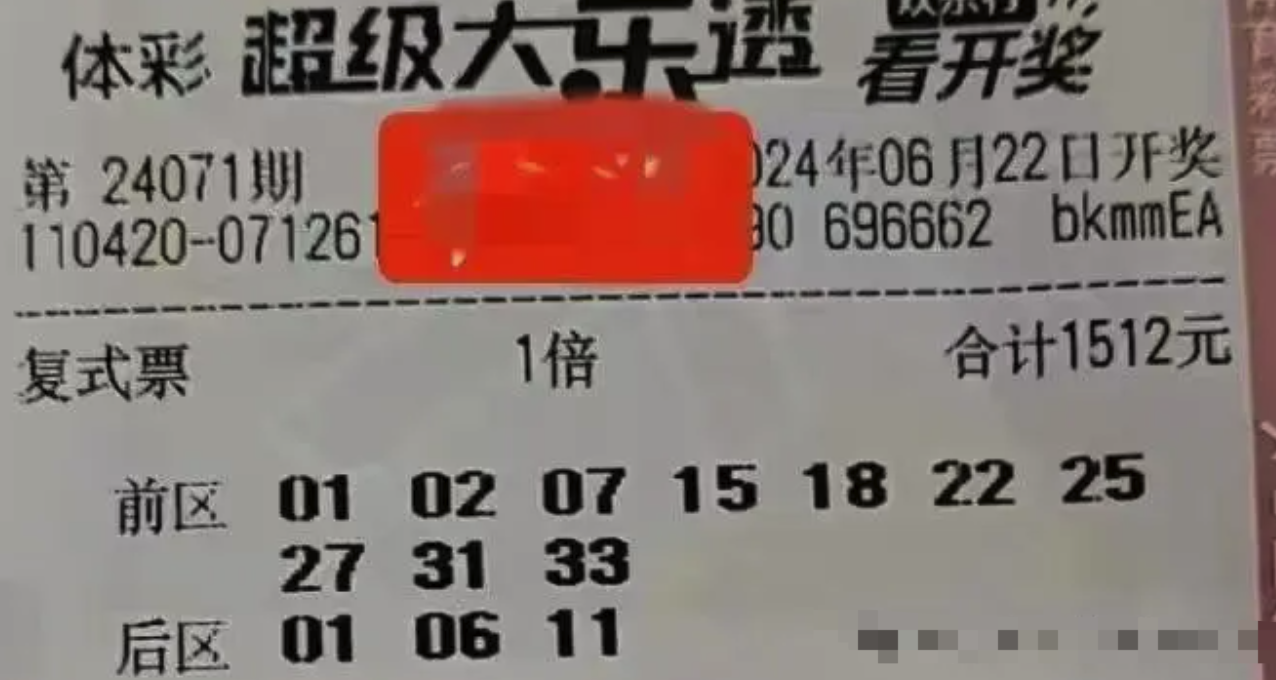 体彩 超级大乐透 看开奖
第 24071期 024年06月22日开奖
110420-071261 90 696662 bkmmEA
复式票 1倍 合计1512元
前区 01 02 07 15 18 22 25
27 31 33
后区 01 06 11